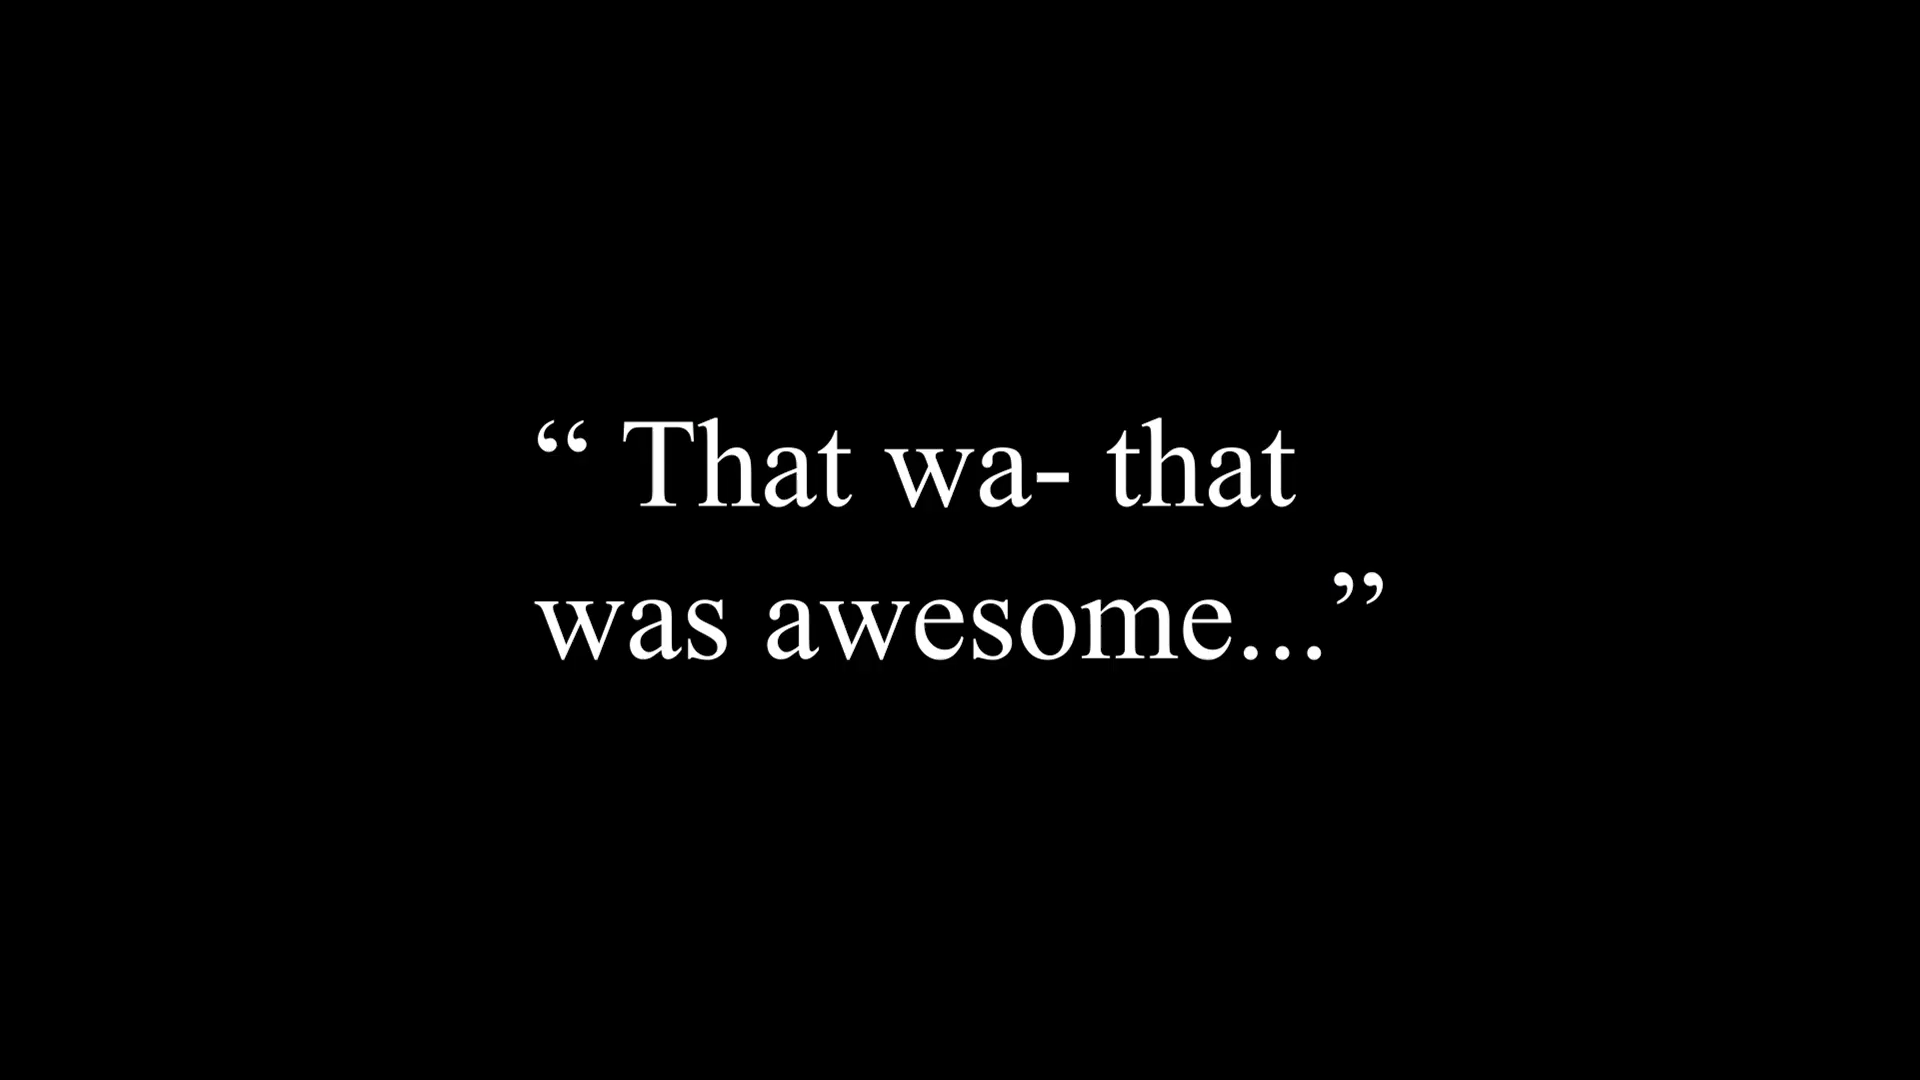 “ That wa- that
was awesome...”